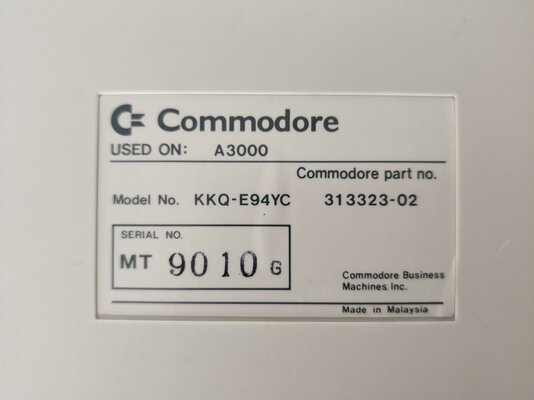 Commodore
USED ON: A3000
Commodore part no.
Model No. KKQ-E94YC 313323-02
SERIAL NO.
MT 9010 G
Commodore Business
Machines, Inc.
Made in Malaysia